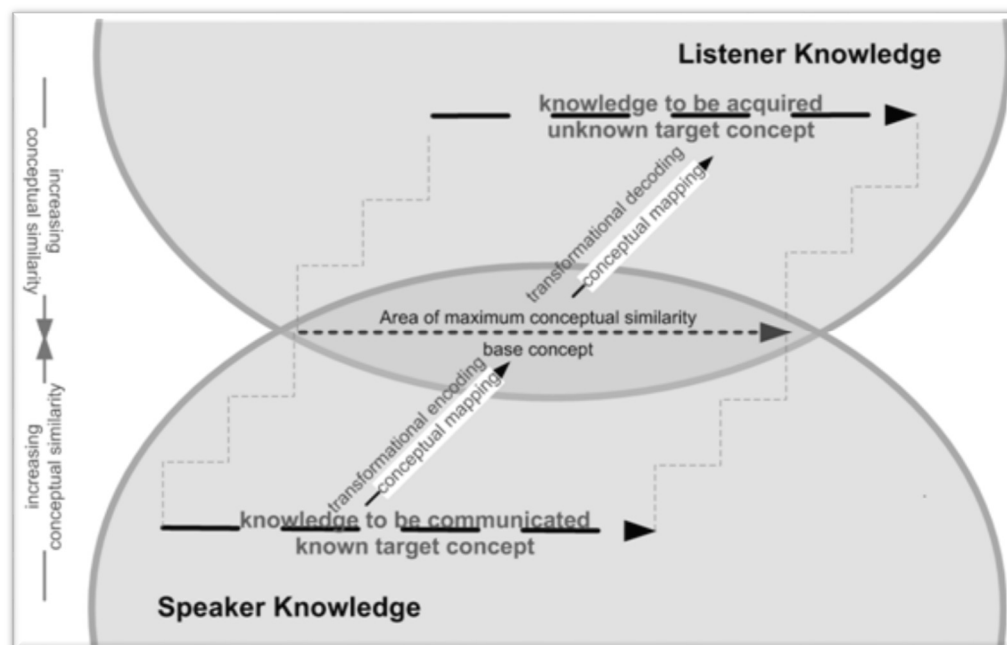 Listener Knowledge
knowledge to be acquired
unknown target concept
transformational decoding
conceptual mapping
increasing
conceptual similarity
Area of maximum conceptual similarity
base concept
transformational encoding
conceptual mapping
increasing
conceptual similarity
knowledge to be communicated
known target concept
Speaker Knowledge